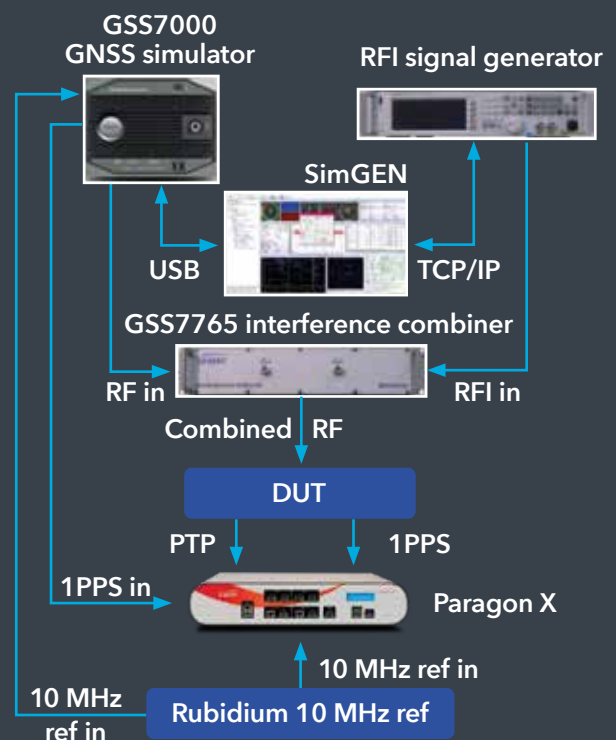 GSS7000
GNSS simulator
RFI signal generator
SimGEN
USB
TCP/IP
GSS7765 interference combiner
RF in
RFI in
Combined RF
DUT
PTP
1PPS
1PPS in
Paragon X
10 MHz ref in
10 MHz
ref in
Rubidium 10 MHz ref